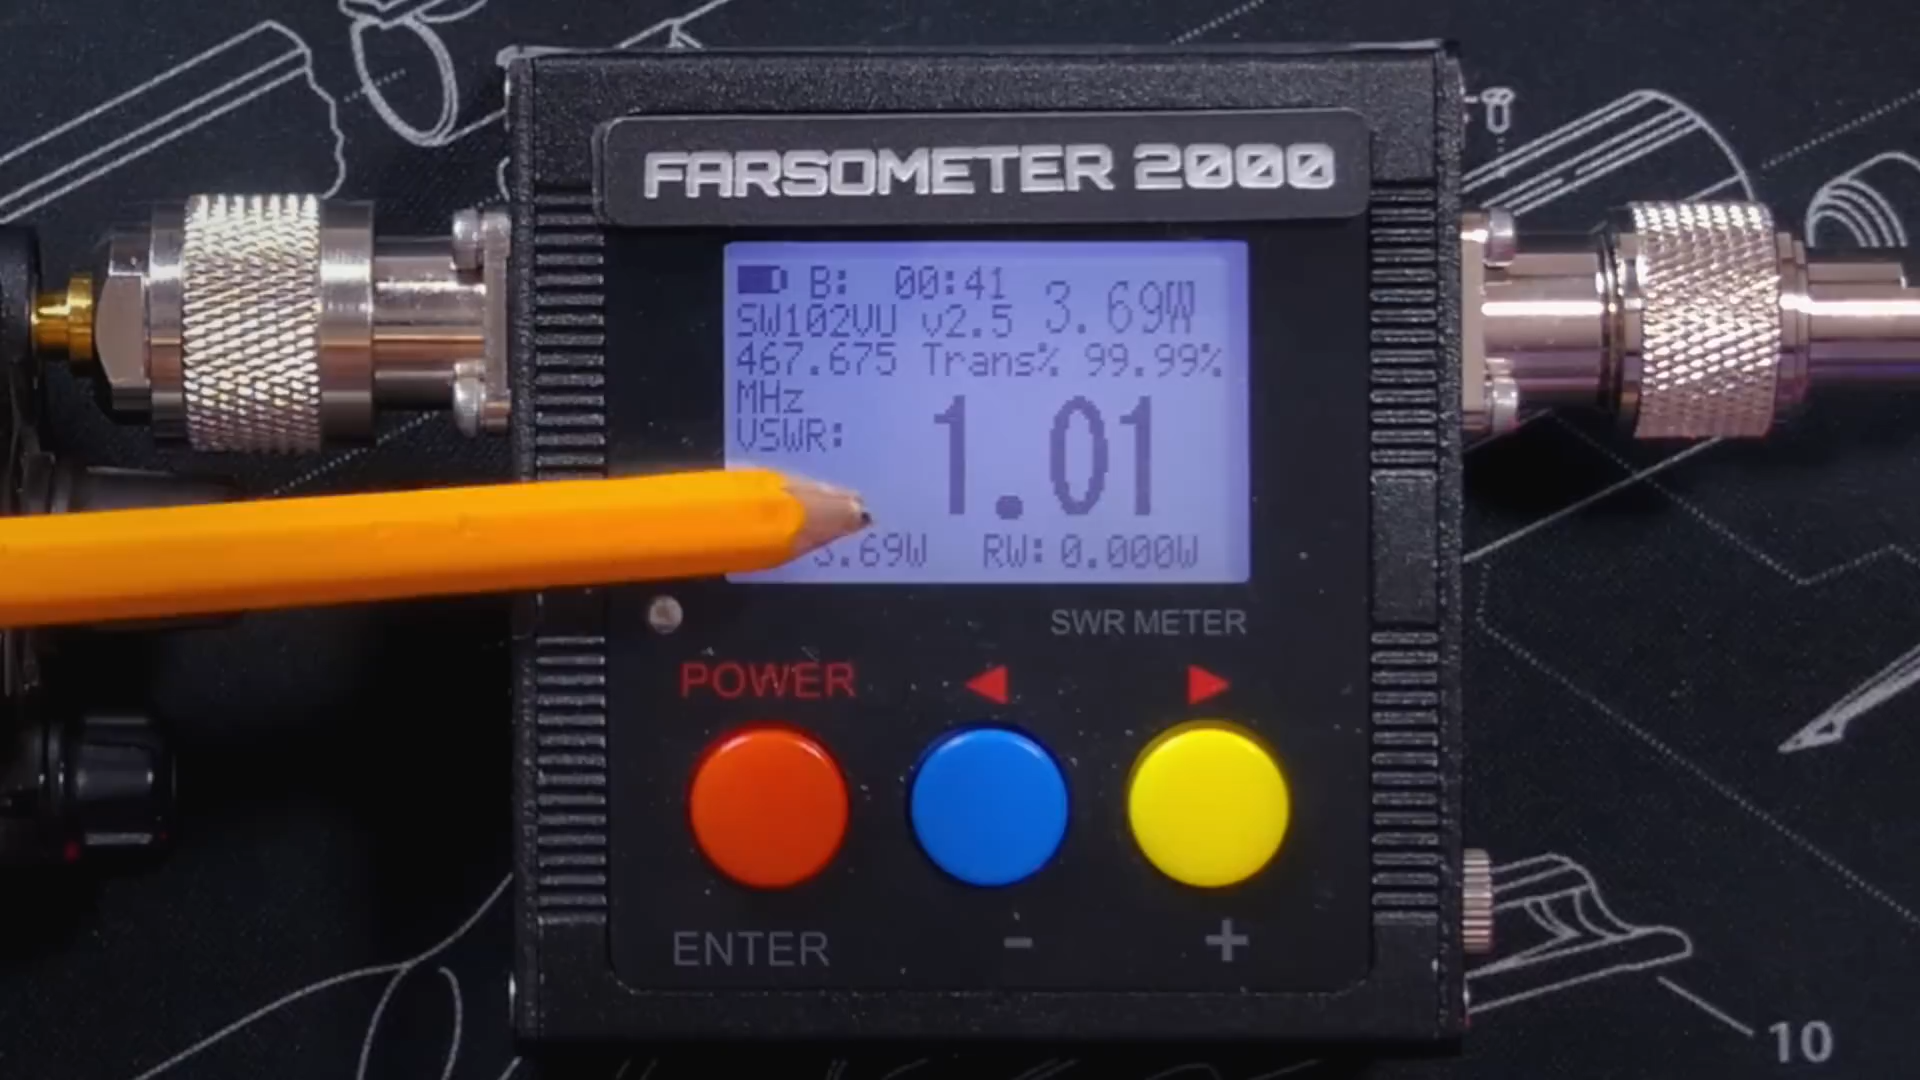 FARSOMETER 2000
B: 00:41 3.69W
SW102VU v2.5
467.675 Trans% 99.99%
MHz
VSWR: 1.01
3.69W RW: 0.000W
SWR METER
POWER
ENTER - +
10